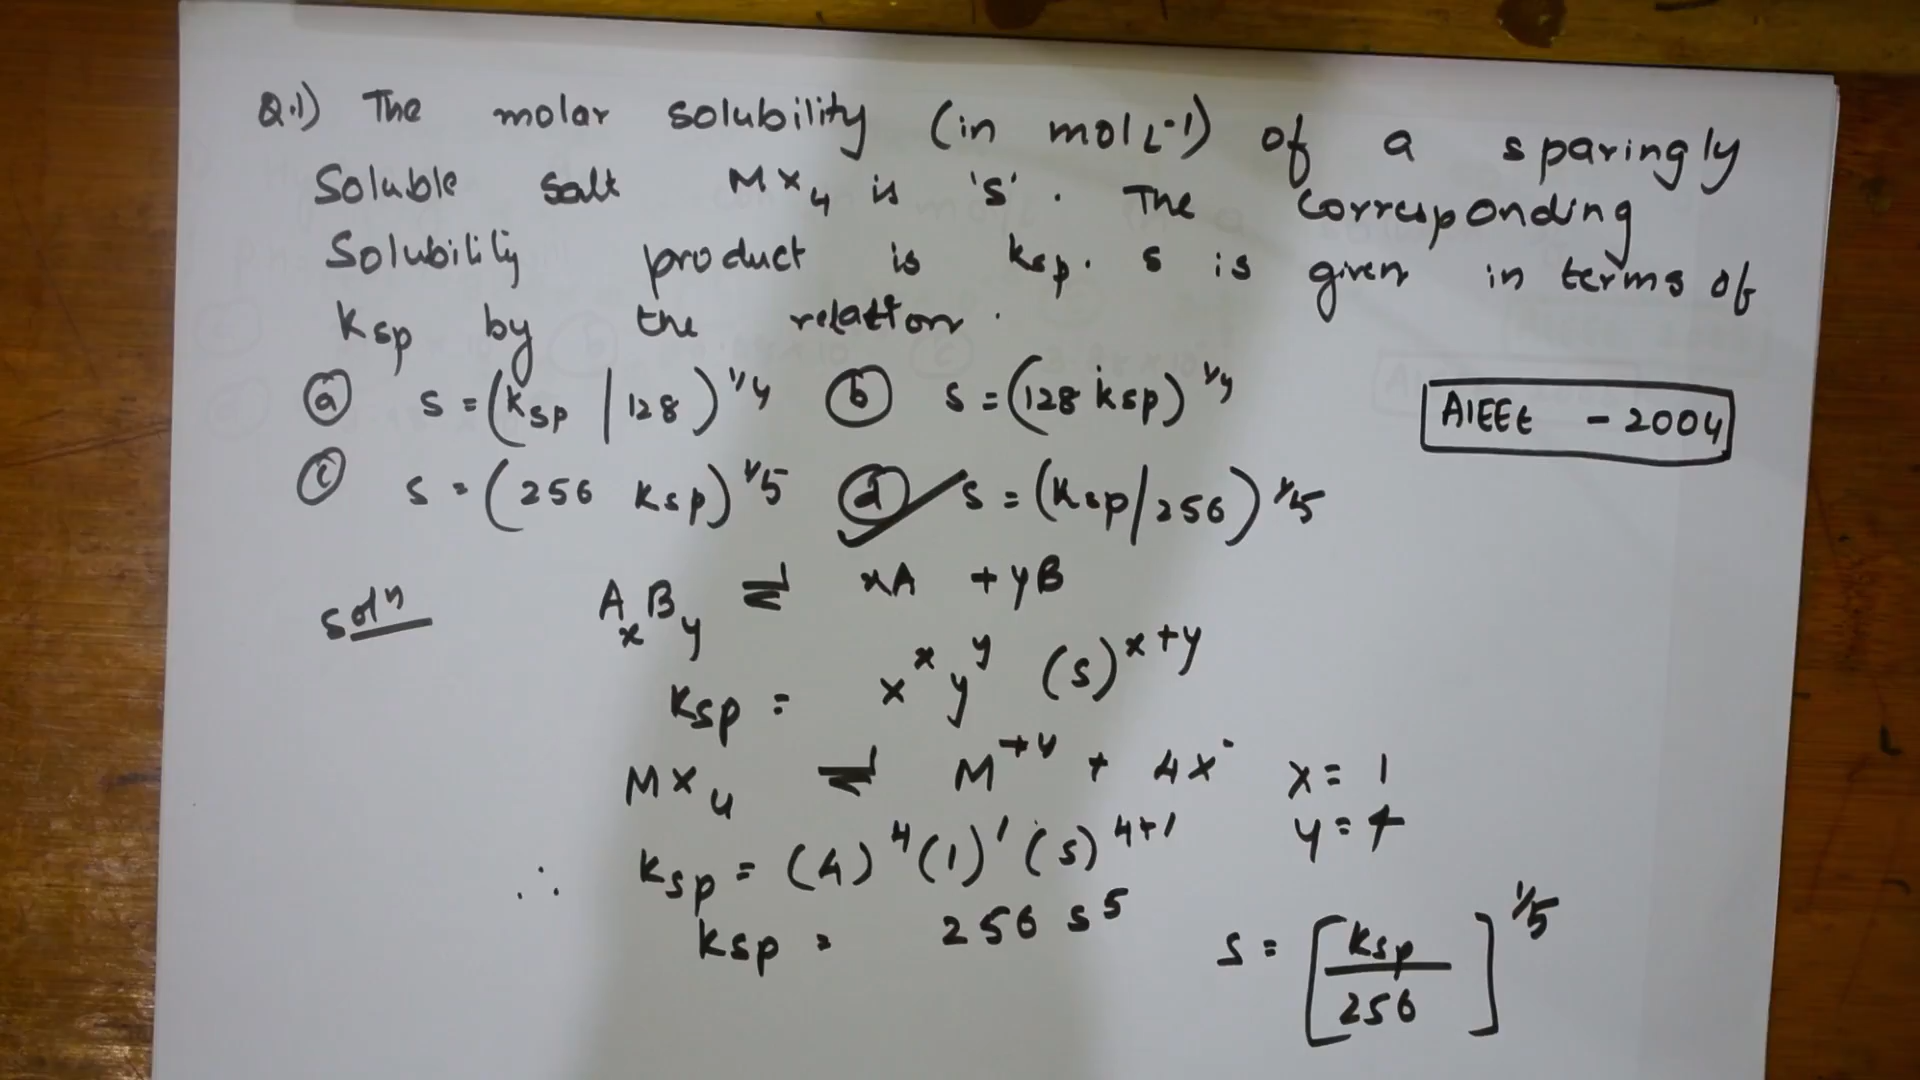 Q.1) The molar solubility (in mol L-1) of a sparingly
Soluble salt MX4 is 's'. The corresponding
Solubility product is ksp. s is given in terms of
Ksp by the relation.
(a) s = (Ksp / 128)^1/4 (b) s = (128 ksp)^1/4
AIEEE - 2004
(c) s = (256 ksp)^1/5 (d) s = (Ksp/256)^1/5
Soln AxBy ⇌ xA + yB
Ksp = x^x y^y (s)^x+y
MX4 ⇌ M^+4 + 4X^- x = 1
y = 4
∴ Ksp = (4)^4 (1)^1 (s)^4+1
Ksp = 256 s^5
s = [Ksp/256]^1/5